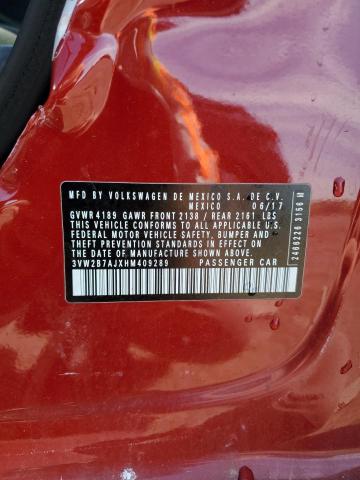 MFD BY VOLKSWAGEN DE MEXICO S.A. DE C.V.
MEXICO 06/17
GVWR 4189 GAWR FRONT 2138 / REAR 2161 LBS
THIS VEHICLE CONFORMS TO ALL APPLICABLE U.S.
FEDERAL MOTOR VEHICLE SAFETY, BUMPER AND
THEFT PREVENTION STANDARDS IN EFFECT ON
THE DATE OF MANUFACTURE SHOWN ABOVE
3VW2B7AJXHM409289 PASSENGER CAR
2466226 3156 M